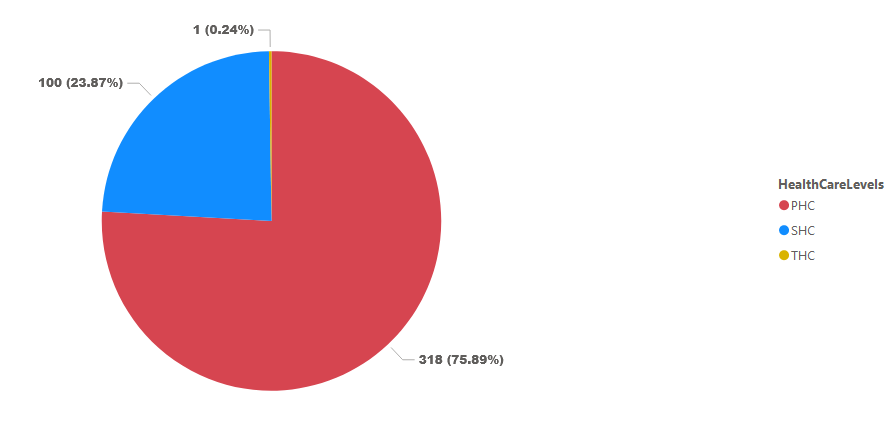 1 (0.24%)
100 (23.87%)
318 (75.89%)
HealthCareLevels
PHC
SHC
THC